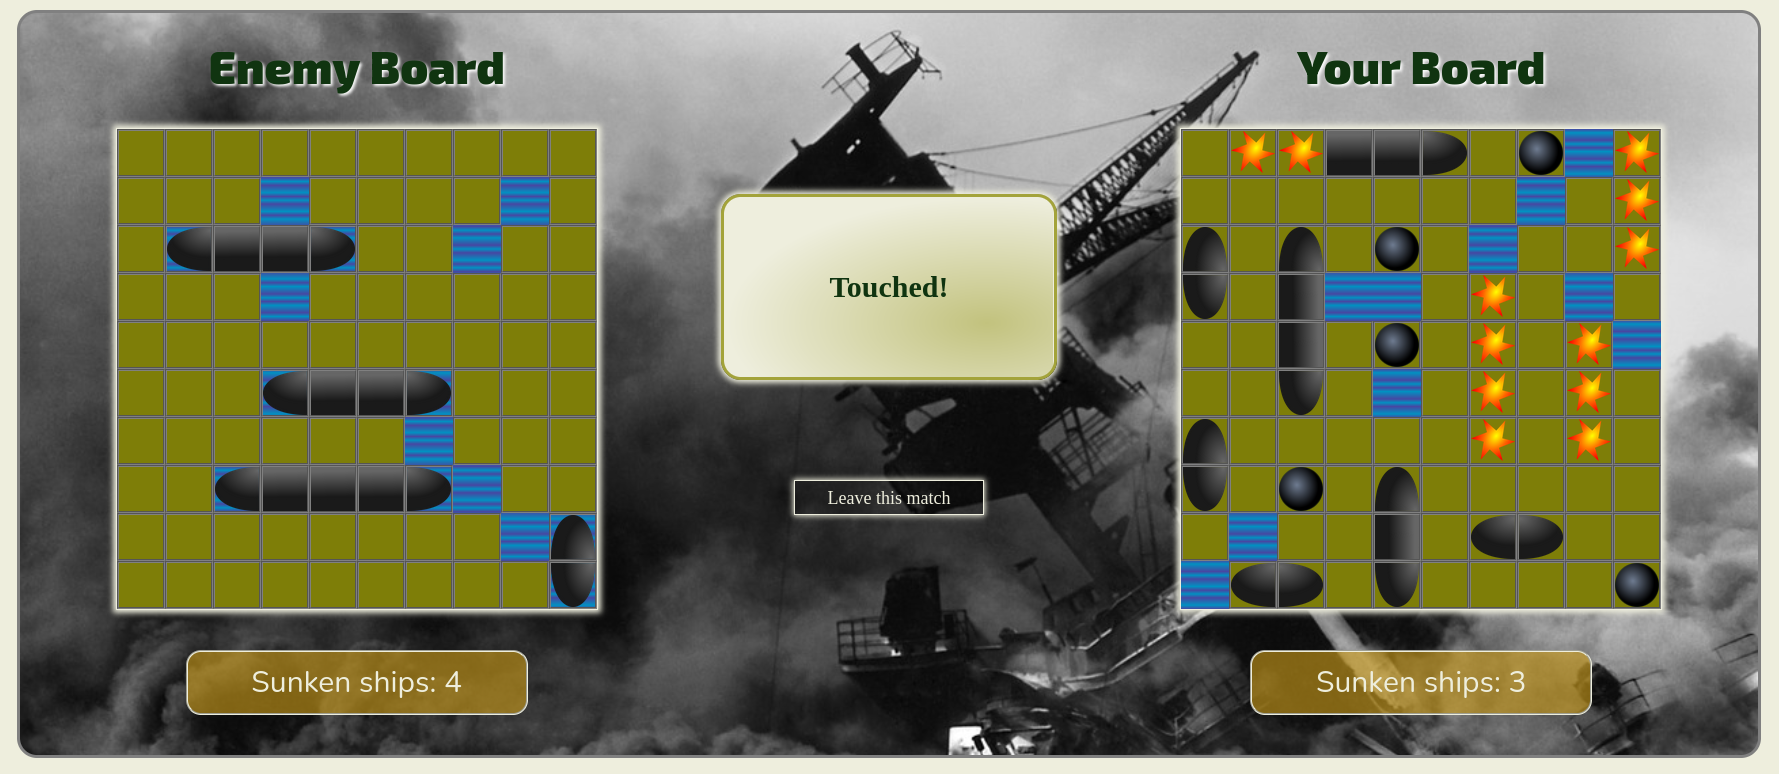 Enemy Board
Your Board
Touched!
Leave this match
Sunken ships: 4
Sunken ships: 3